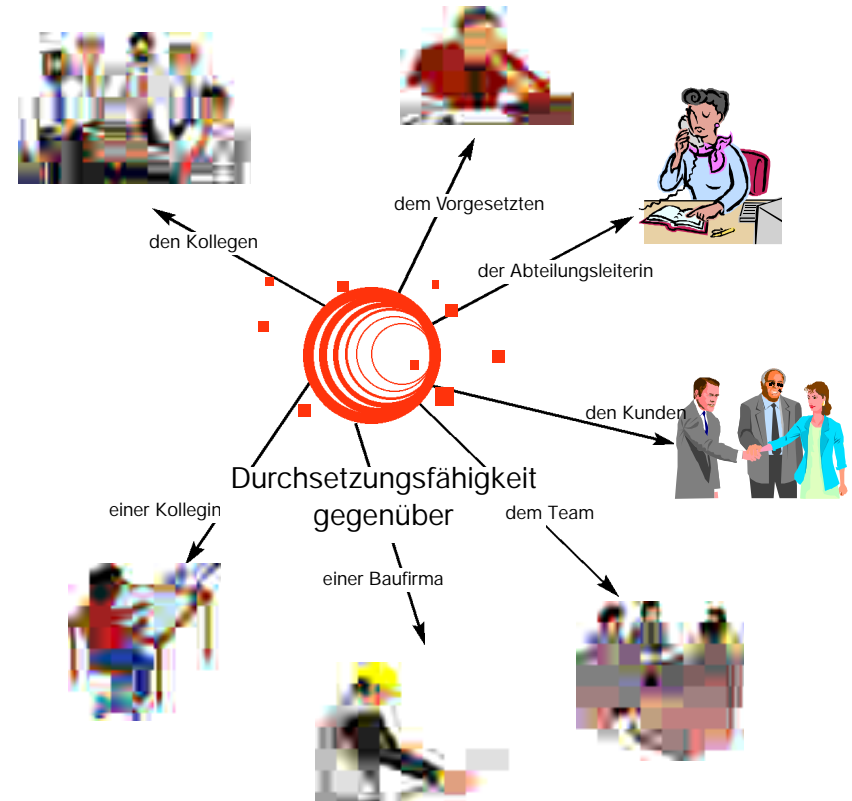 dem Vorgesetzten
den Kollegen
der Abteilungsleiterin
den Kunden
Durchsetzungsfähigkeit
gegenüber
einer Kollegin
dem Team
einer Baufirma